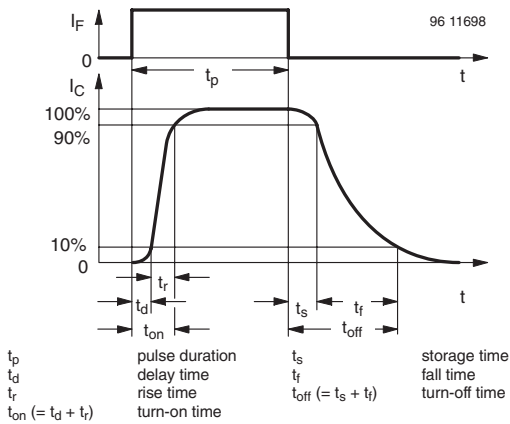 I_F
96 11698
0
t_p
t
I_C
100%
90%
10%
0
t_r
t_d
t_s
t_f
t
t_on
t_off
t_p pulse duration t_s storage time
t_d delay time t_f fall time
t_r rise time t_off (= t_s + t_f) turn-off time
t_on (= t_d + t_r) turn-on time